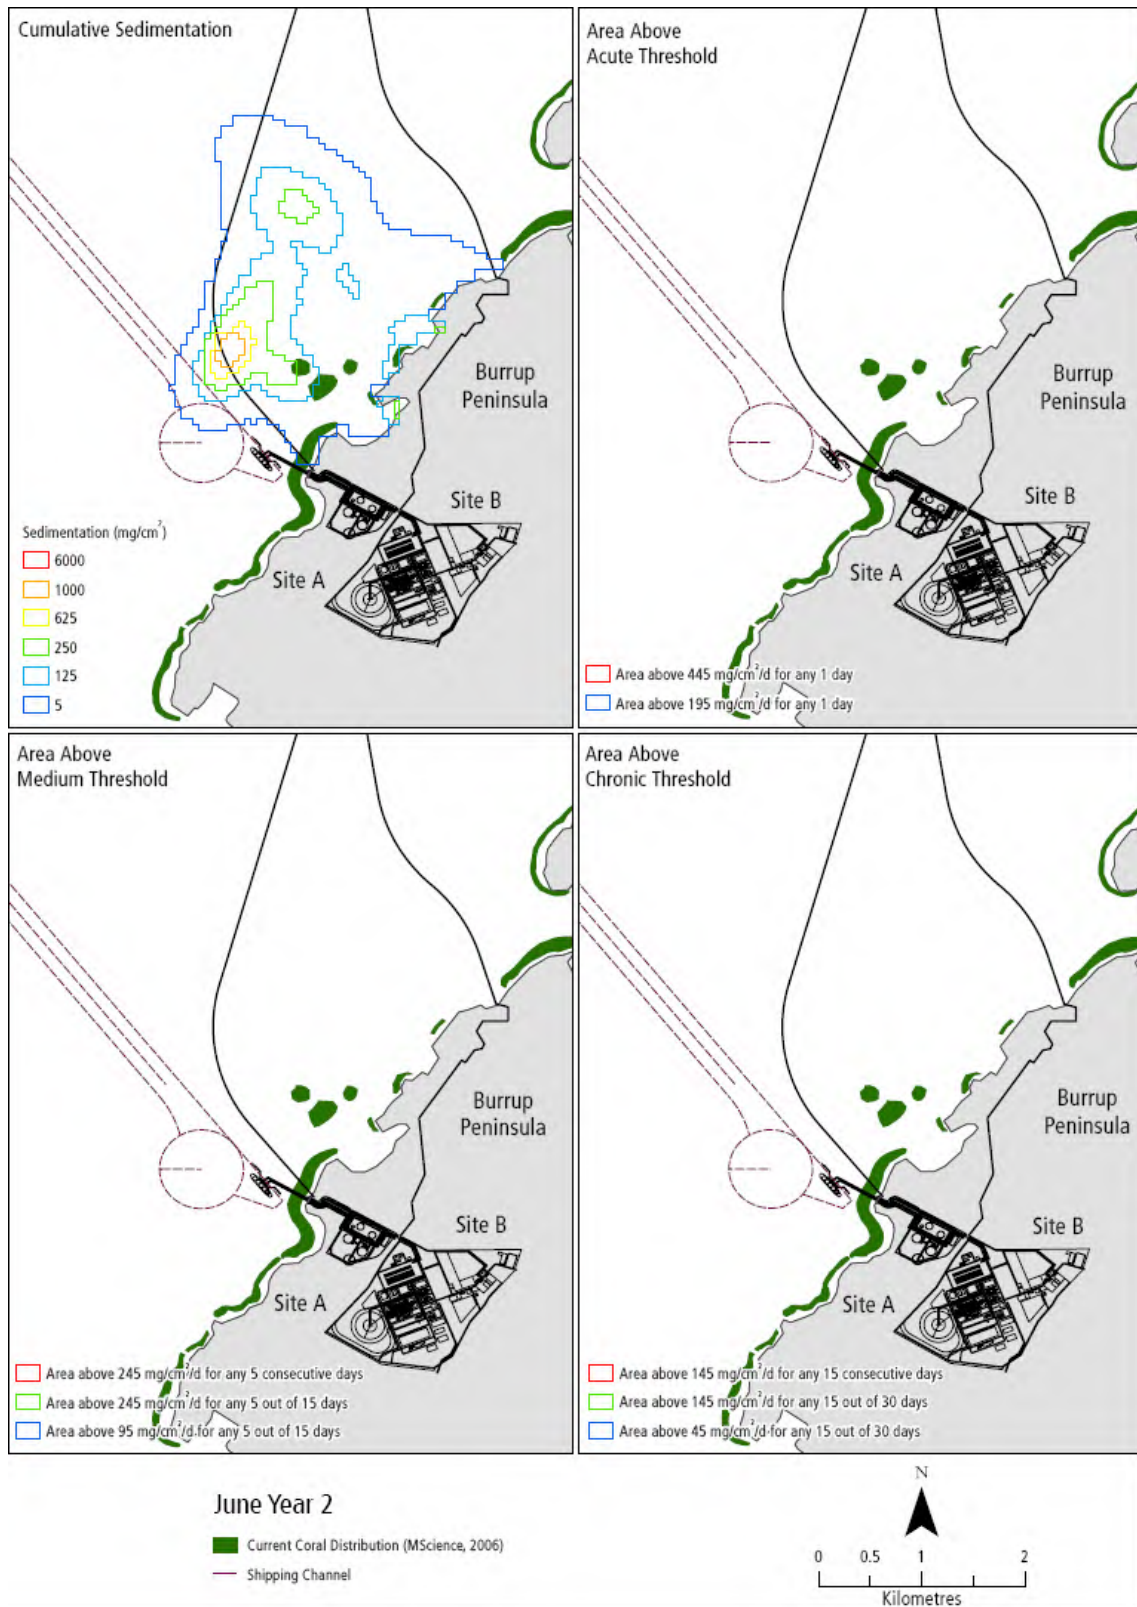 Cumulative Sedimentation
Burrup
Peninsula
Site B
Site A
Sedimentation (mg/cm²)
6000
1000
625
250
125
5
Area Above
Acute Threshold
Burrup
Peninsula
Site B
Site A
Area above 445 mg/cm²/d for any 1 day
Area above 195 mg/cm²/d for any 1 day
Area Above
Medium Threshold
Burrup
Peninsula
Site B
Site A
Area above 245 mg/cm²/d for any 5 consecutive days
Area above 245 mg/cm²/d for any 5 out of 15 days
Area above 95 mg/cm²/d for any 5 out of 15 days
Area Above
Chronic Threshold
Burrup
Peninsula
Site B
Site A
Area above 145 mg/cm²/d for any 15 consecutive days
Area above 145 mg/cm²/d for any 15 out of 30 days
Area above 45 mg/cm²/d for any 15 out of 30 days
June Year 2
Current Coral Distribution (MScience, 2006)
Shipping Channel
N
0 0.5 1 2
Kilometres